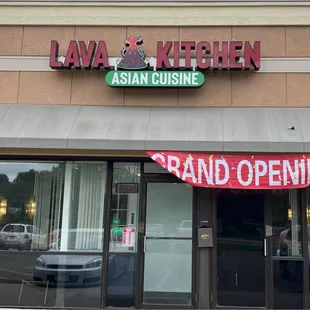 LAVA KITCHEN
ASIAN CUISINE
GRAND OPENI